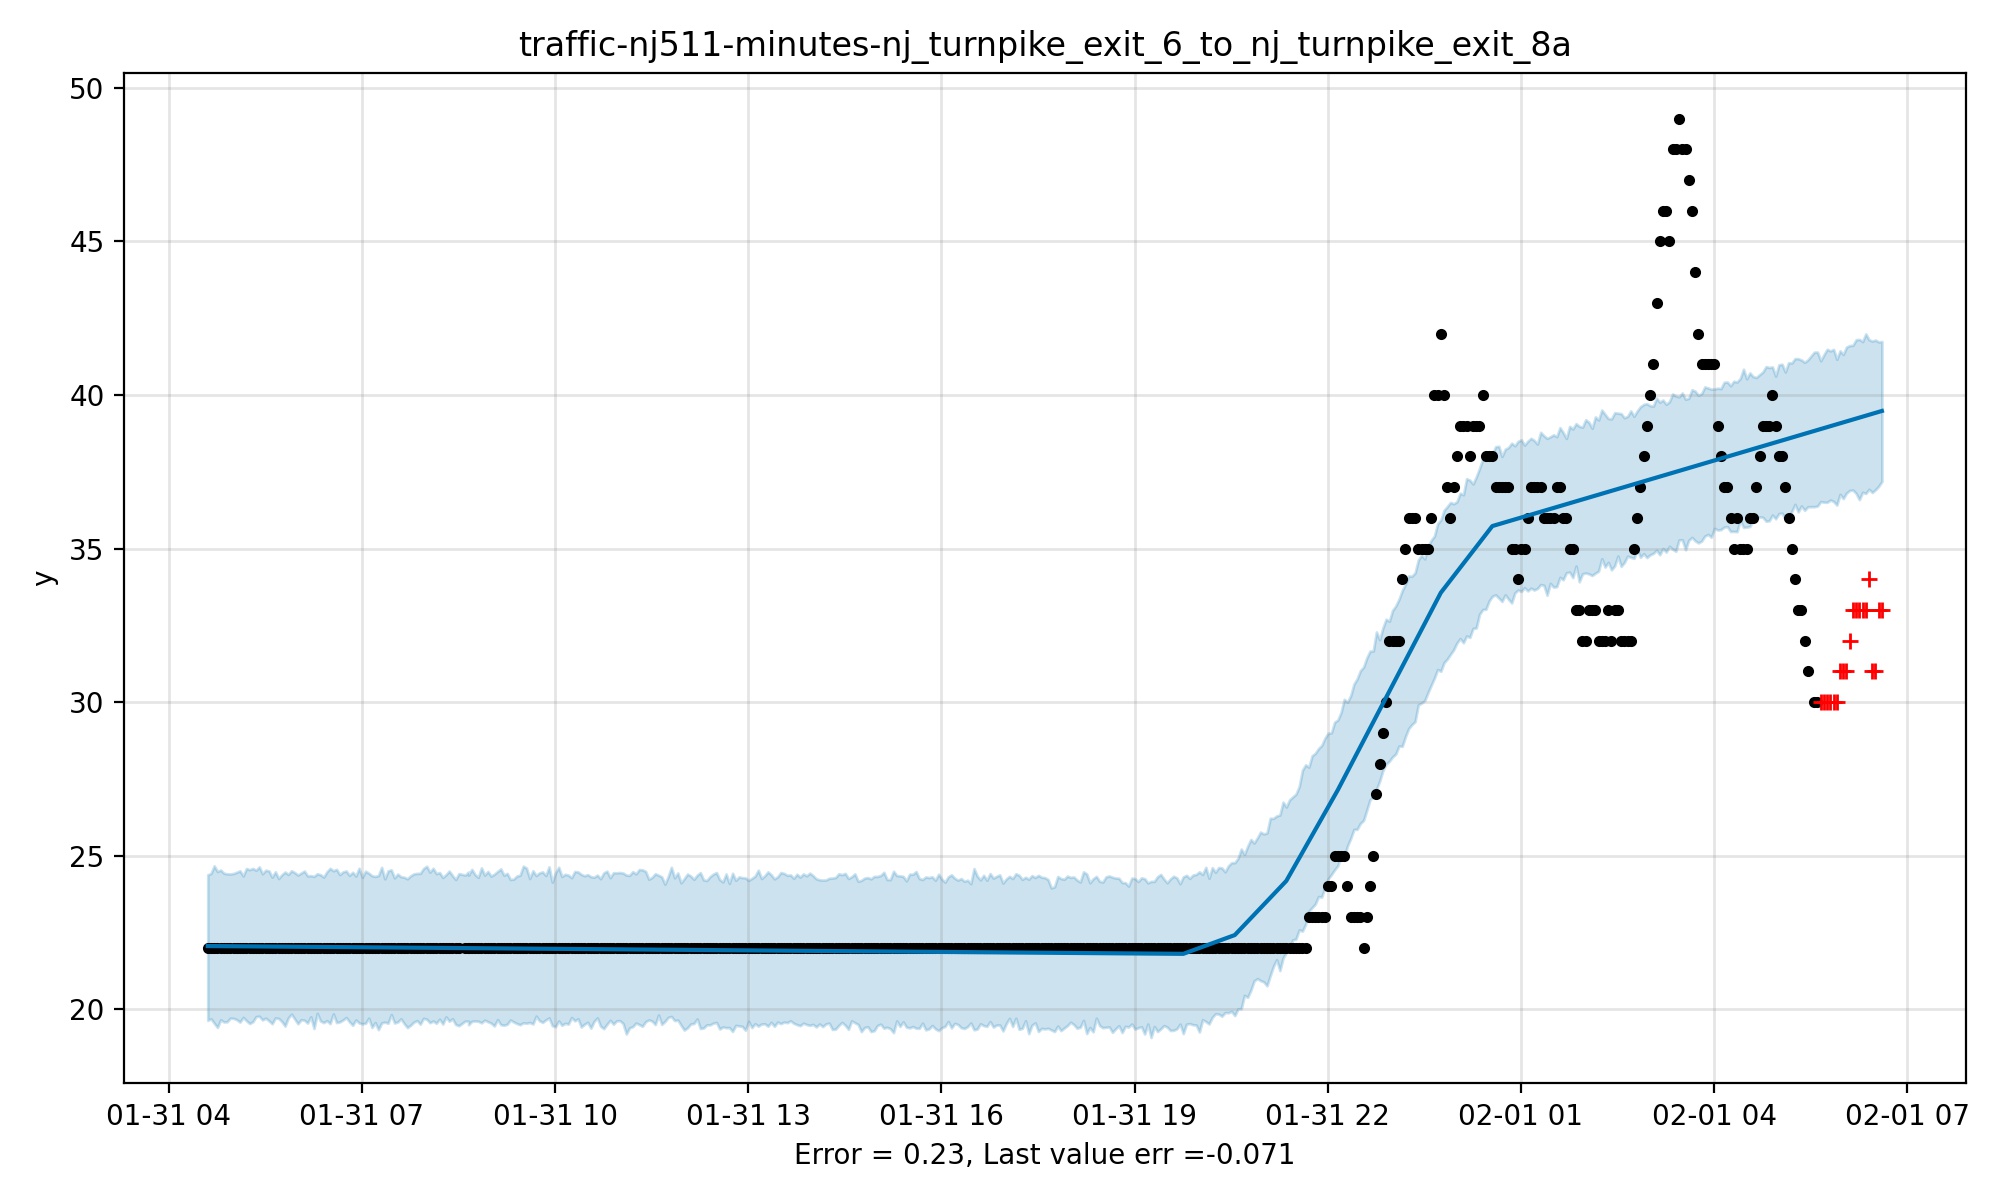 traffic-nj511-minutes-nj_turnpike_exit_6_to_nj_turnpike_exit_8a
50
45
40
35
30
25
20
y
01-31 04 01-31 07 01-31 10 01-31 13 01-31 16 01-31 19 01-31 22 02-01 01 02-01 04 02-01 07
Error = 0.23, Last value err =-0.071